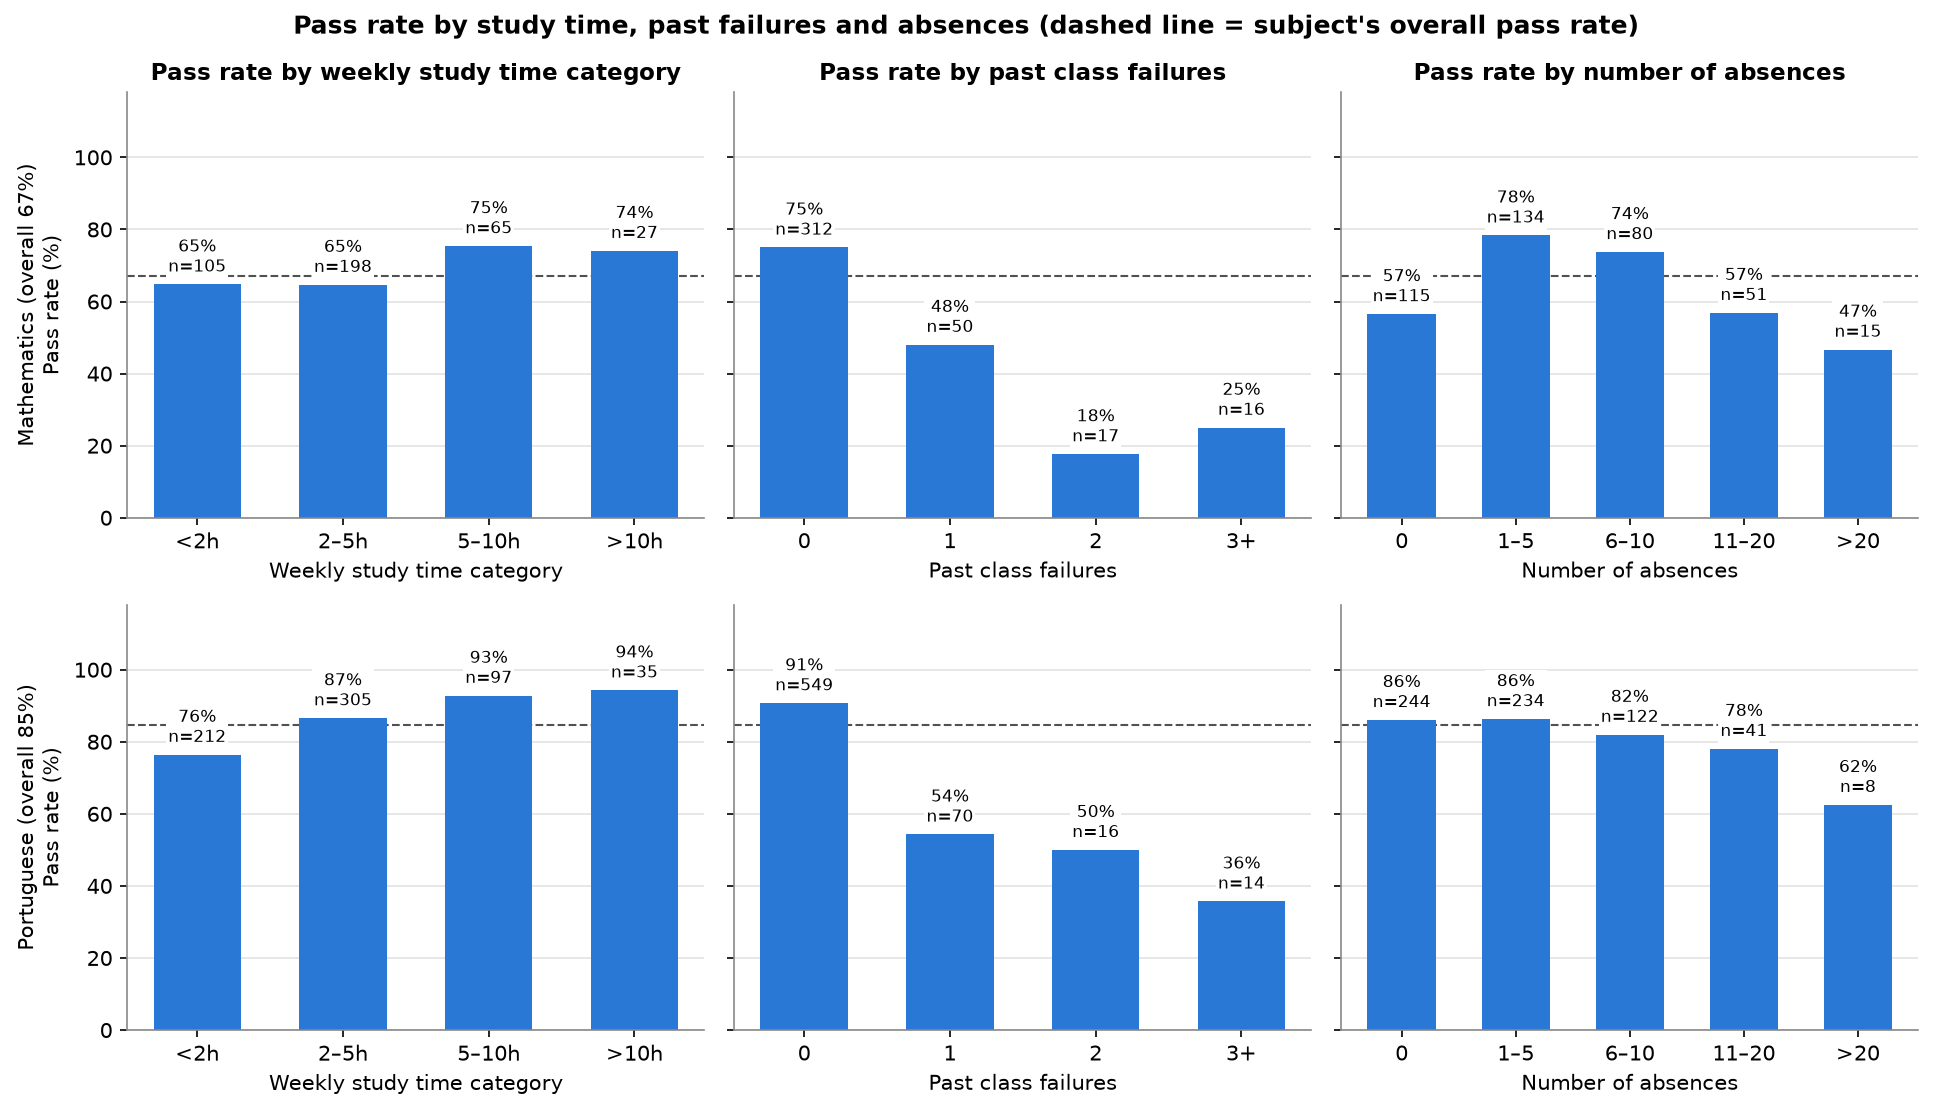 Pass rate by study time, past failures and absences (dashed line = subject's overall pass rate)
Pass rate by weekly study time category
Mathematics (overall 67%)
Pass rate (%)
100
80
60
40
20
0
65%
n=105
65%
n=198
75%
n=65
74%
n=27
<2h
2–5h
5–10h
>10h
Weekly study time category
Pass rate by past class failures
75%
n=312
48%
n=50
18%
n=17
25%
n=16
0
1
2
3+
Past class failures
Pass rate by number of absences
57%
n=115
78%
n=134
74%
n=80
57%
n=51
47%
n=15
0
1–5
6–10
11–20
>20
Number of absences
Portuguese (overall 85%)
Pass rate (%)
100
80
60
40
20
0
76%
n=212
87%
n=305
93%
n=97
94%
n=35
<2h
2–5h
5–10h
>10h
Weekly study time category
91%
n=549
54%
n=70
50%
n=16
36%
n=14
0
1
2
3+
Past class failures
86%
n=244
86%
n=234
82%
n=122
78%
n=41
62%
n=8
0
1–5
6–10
11–20
>20
Number of absences